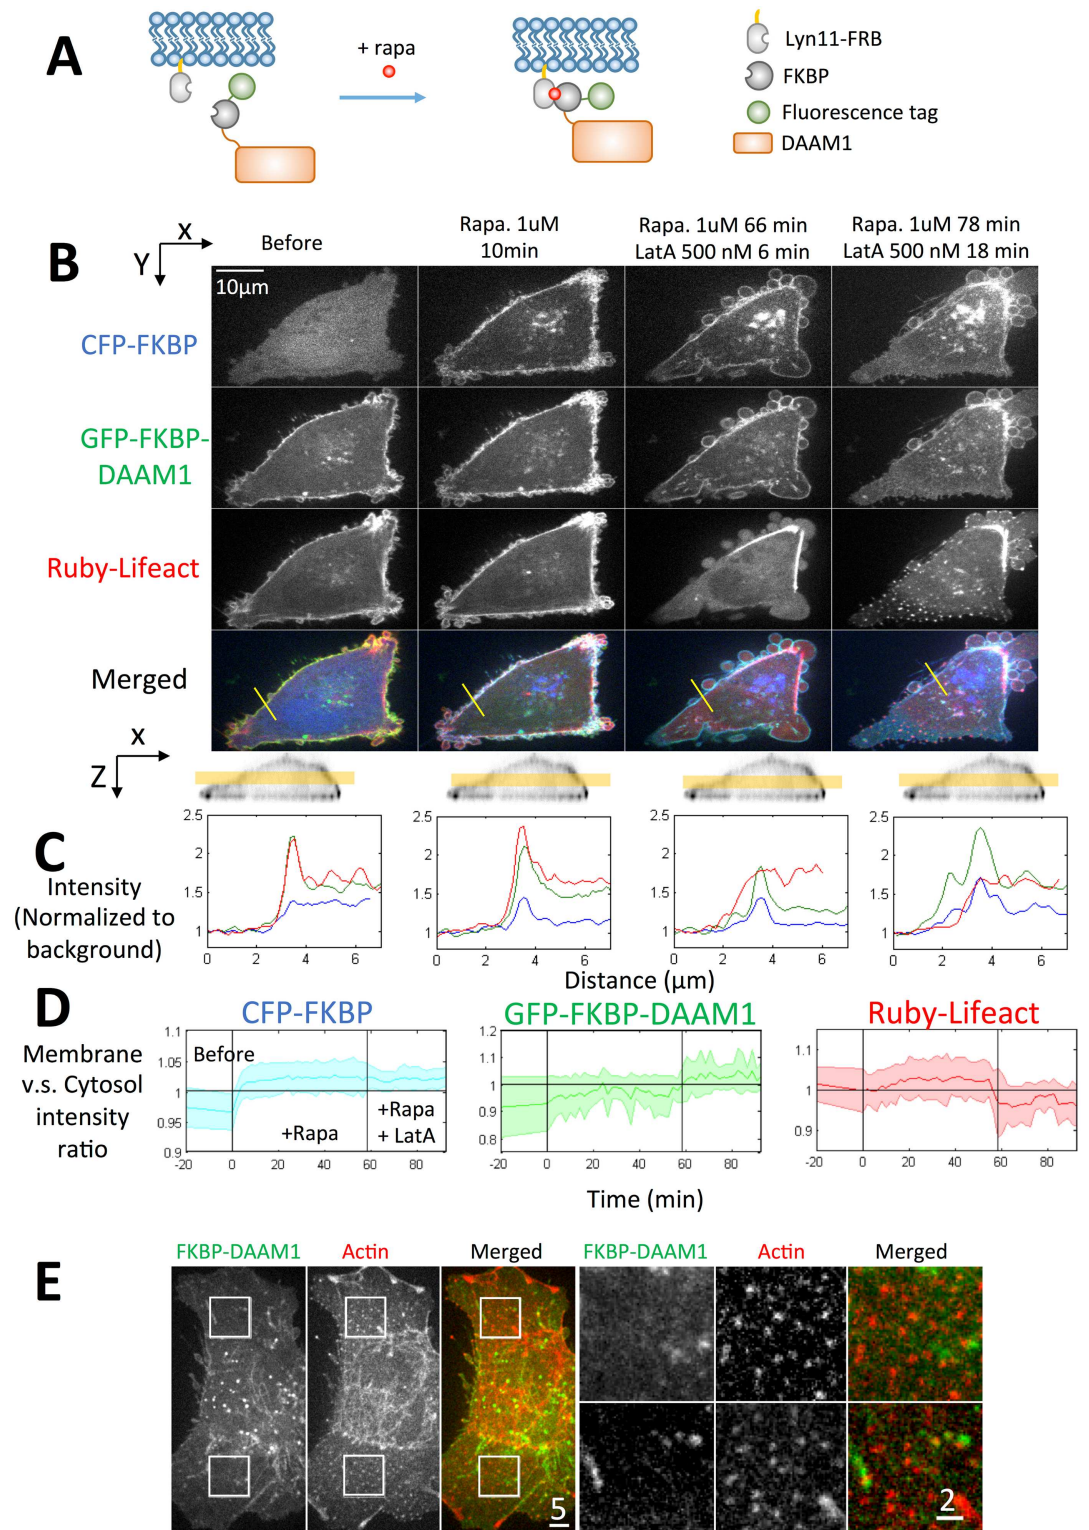 A
+ rapa
Lyn11-FRB
FKBP
Fluorescence tag
DAAM1
B
X
Y
Before
Rapa. 1uM
10min
Rapa. 1uM 66 min
LatA 500 nM 6 min
Rapa. 1uM 78 min
LatA 500 nM 18 min
10μm
CFP-FKBP
GFP-FKBP-
DAAM1
Ruby-Lifeact
Merged
X
Z
C
Intensity
(Normalized to
background)
2.5
2
1.5
1
0 2 4 6
2.5
2
1.5
1
0 2 4 6
2.5
2
1.5
1
0 2 4 6
2.5
2
1.5
1
0 2 4 6
Distance (μm)
D
Membrane
v.s. Cytosol
intensity
ratio
CFP-FKBP
GFP-FKBP-DAAM1
Ruby-Lifeact
1.1
1.05
1
0.95
0.9
-20 0 20 40 60 80
Before
+Rapa
+Rapa
+ LatA
1.2
1.1
1
0.9
0.8
-20 0 20 40 60 80
1.1
1
0.9
-20 0 20 40 60 80
Time (min)
E
FKBP-DAAM1 Actin Merged FKBP-DAAM1 Actin Merged
5
2